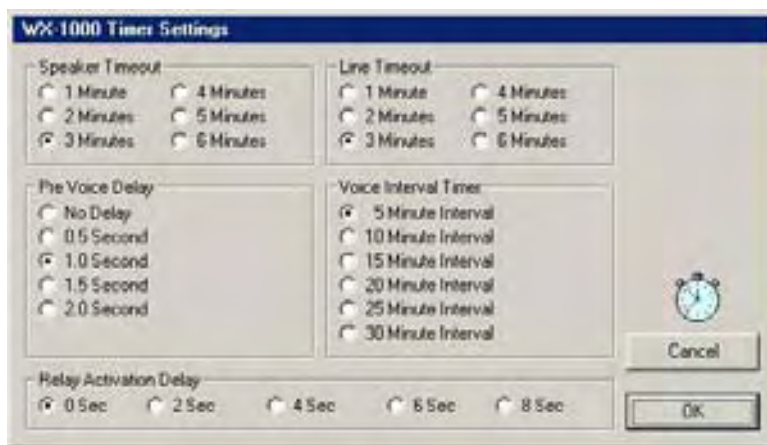 WX-1000 Timer Settings
Speaker Timeout
1 Minute
4 Minutes
2 Minutes
5 Minutes
3 Minutes
6 Minutes
Line Timeout
1 Minute
4 Minutes
2 Minutes
5 Minutes
3 Minutes
6 Minutes
Pre Voice Delay
No Delay
0.5 Second
1.0 Second
1.5 Second
2.0 Second
Voice Interval Timer
5 Minute Interval
10 Minute Interval
15 Minute Interval
20 Minute Interval
25 Minute Interval
30 Minute Interval
Cancel
Relay Activation Delay
0 Sec
2 Sec
4 Sec
6 Sec
8 Sec
OK